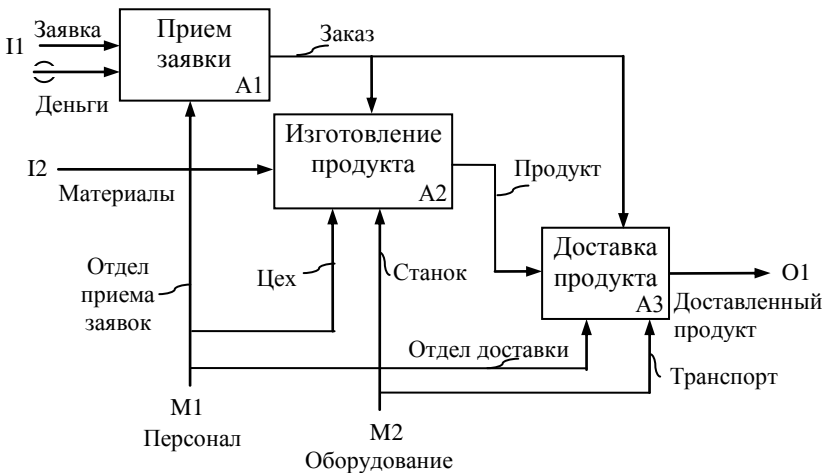 I1
Заявка
Деньги
Прием
заявки
A1
Заказ
I2
Материалы
Изготовление
продукта
A2
Продукт
Отдел
приема
заявок
Цех
Станок
Доставка
продукта
A3
O1
Доставленный
продукт
Отдел доставки
Транспорт
M1
Персонал
M2
Оборудование